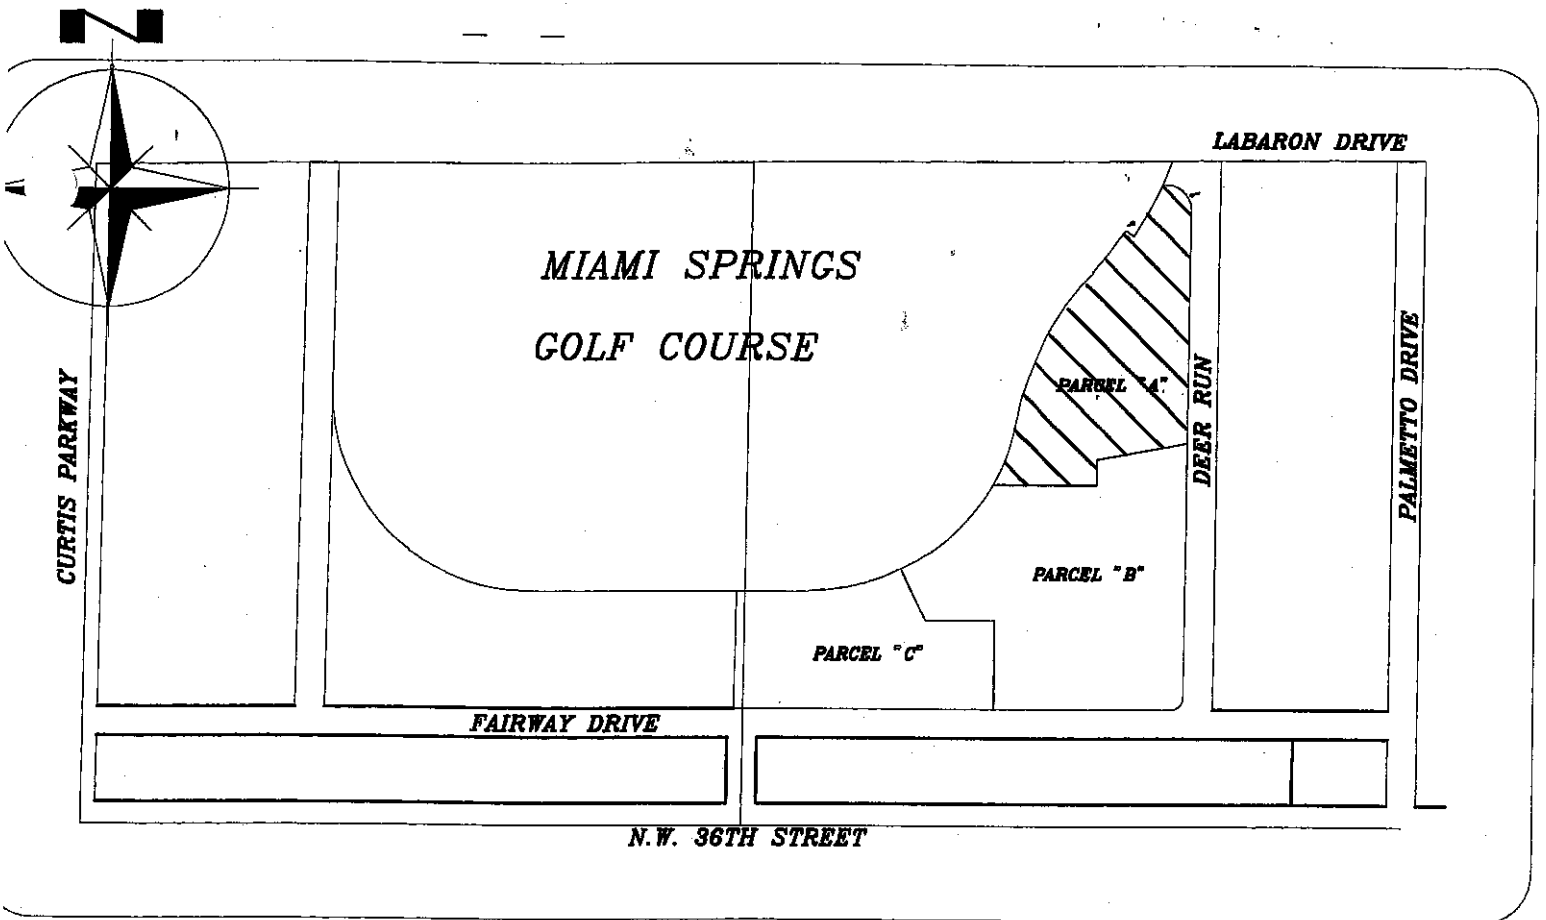 N
LABARON DRIVE
MIAMI SPRINGS
GOLF COURSE
PARCEL "A"
CURTIS PARKWAY
DEER RUN
PALMETTO DRIVE
PARCEL "B"
PARCEL "C"
FAIRWAY DRIVE
N.W. 36TH STREET